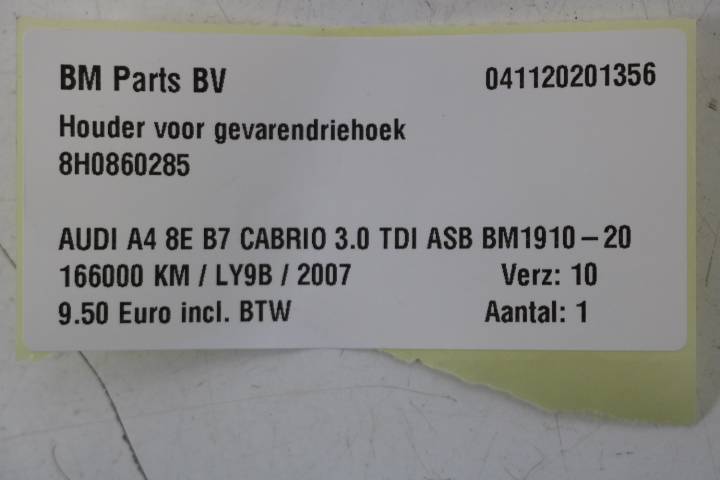 BM Parts BV 041120201356
Houder voor gevarendriehoek
8H0860285
AUDI A4 8E B7 CABRIO 3.0 TDI ASB BM1910-20
166000 KM / LY9B / 2007 Verz: 10
9.50 Euro incl. BTW Aantal: 1